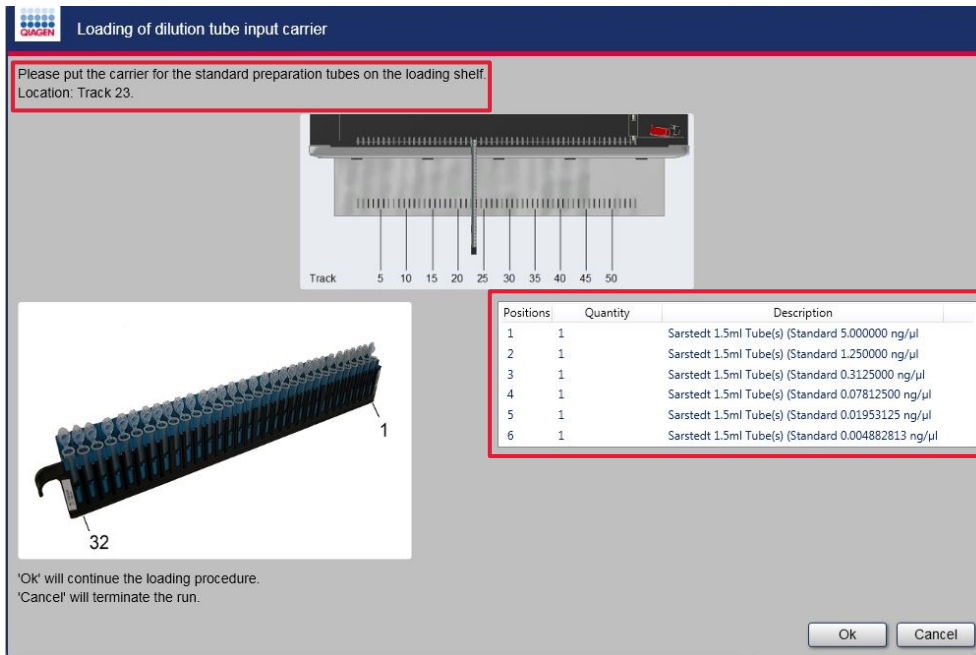 QIAGEN
Loading of dilution tube input carrier
Please put the carrier for the standard preparation tubes on the loading shelf.
Location: Track 23.
Track 5 10 15 20 25 30 35 40 45 50
Positions Quantity Description
1 1 Sarstedt 1.5ml Tube(s) (Standard 5.000000 ng/µl
2 1 Sarstedt 1.5ml Tube(s) (Standard 1.250000 ng/µl
3 1 Sarstedt 1.5ml Tube(s) (Standard 0.3125000 ng/µl
4 1 Sarstedt 1.5ml Tube(s) (Standard 0.07812500 ng/µl
5 1 Sarstedt 1.5ml Tube(s) (Standard 0.01953125 ng/µl
6 1 Sarstedt 1.5ml Tube(s) (Standard 0.004882813 ng/µl
1
32
'Ok' will continue the loading procedure.
'Cancel' will terminate the run.
Ok Cancel